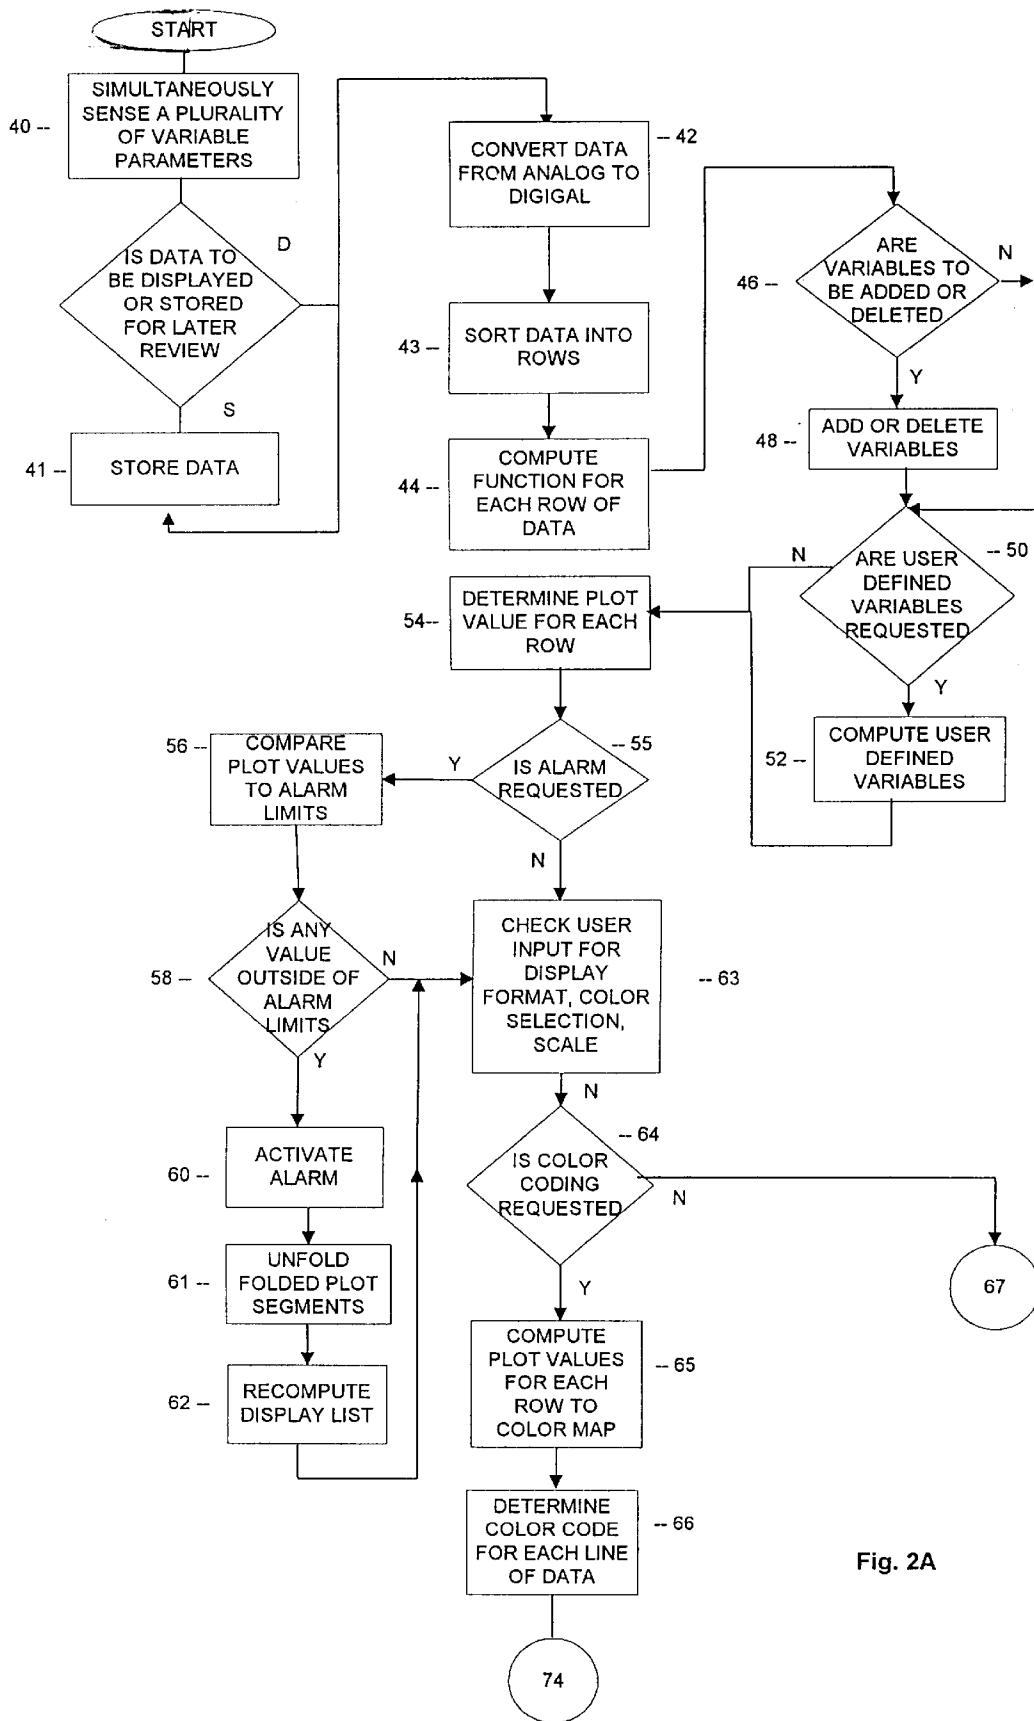 START
40 --
SIMULTANEOUSLY
SENSE A PLURALITY
OF VARIABLE
PARAMETERS
IS DATA TO
BE DISPLAYED
OR STORED
FOR LATER
REVIEW
D
S
41 --
STORE DATA
-- 42
CONVERT DATA
FROM ANALOG TO
DIGIGAL
43 --
SORT DATA INTO
ROWS
44 --
COMPUTE
FUNCTION FOR
EACH ROW OF
DATA
46 --
ARE
VARIABLES TO
BE ADDED OR
DELETED
N
Y
48 --
ADD OR DELETE
VARIABLES
-- 50
ARE USER
DEFINED
VARIABLES
REQUESTED
N
Y
52 --
COMPUTE USER
DEFINED
VARIABLES
54--
DETERMINE PLOT
VALUE FOR EACH
ROW
-- 55
IS ALARM
REQUESTED
Y
N
56 --
COMPARE
PLOT VALUES
TO ALARM
LIMITS
58 --
IS ANY
VALUE
OUTSIDE OF
ALARM
LIMITS
N
Y
60 --
ACTIVATE
ALARM
61 --
UNFOLD
FOLDED PLOT
SEGMENTS
62 --
RECOMPUTE
DISPLAY LIST
CHECK USER
INPUT FOR
DISPLAY
FORMAT, COLOR
SELECTION,
SCALE
-- 63
N
-- 64
IS COLOR
CODING
REQUESTED
N
67
Y
COMPUTE
PLOT VALUES
FOR EACH
ROW TO
COLOR MAP
-- 65
DETERMINE
COLOR CODE
FOR EACH LINE
OF DATA
-- 66
74
Fig. 2A